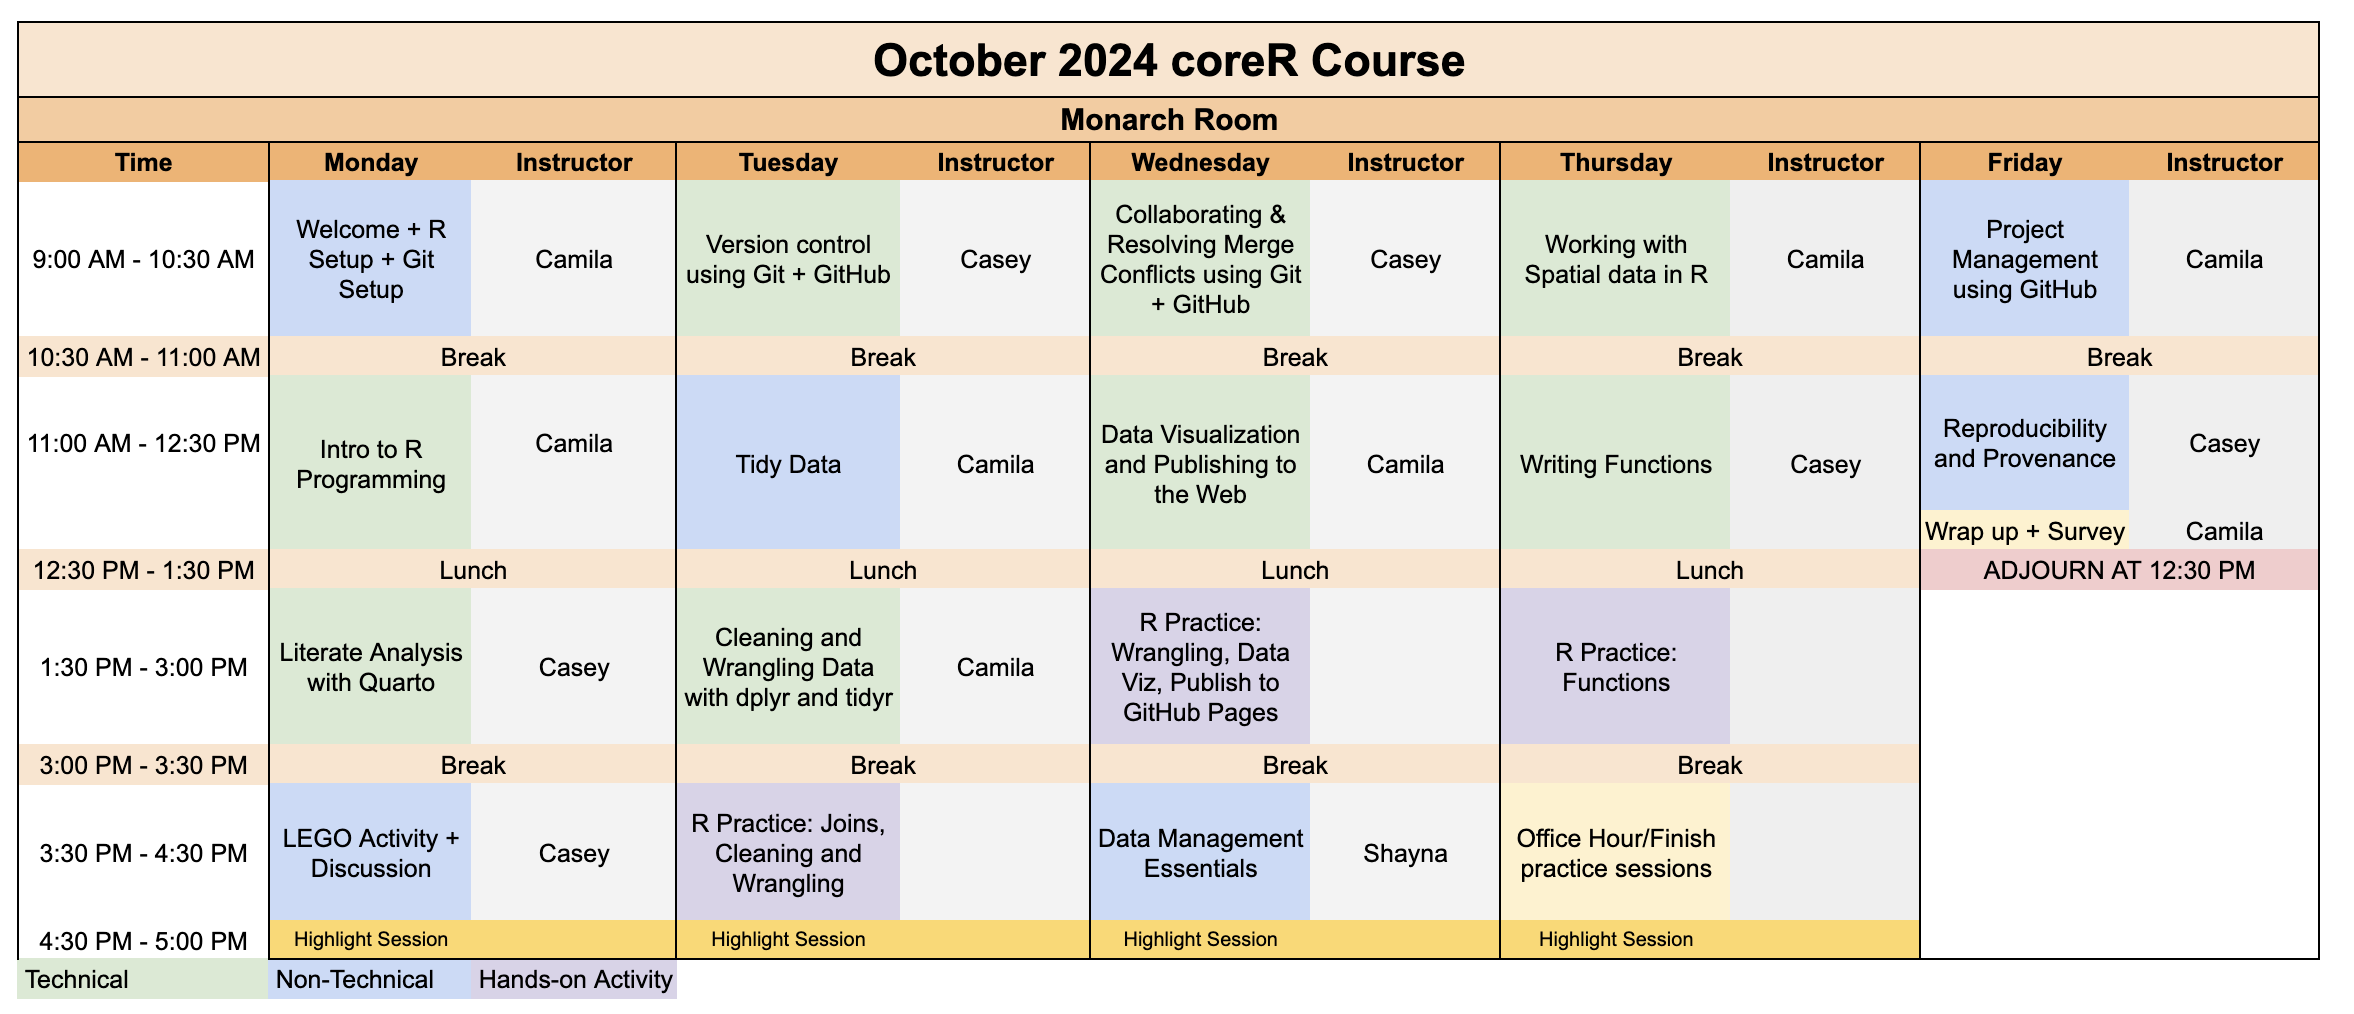 October 2024 coreR Course
Monarch Room
Time Monday Instructor Tuesday Instructor Wednesday Instructor Thursday Instructor Friday Instructor
9:00 AM - 10:30 AM
Welcome + R
Setup + Git
Setup
Camila
Version control
using Git + GitHub
Casey
Collaborating &
Resolving Merge
Conflicts using Git
+ GitHub
Casey
Working with
Spatial data in R
Camila
Project
Management
using GitHub
Camila
10:30 AM - 11:00 AM Break Break Break Break Break
11:00 AM - 12:30 PM
Intro to R
Programming
Camila
Tidy Data
Camila
Data Visualization
and Publishing to
the Web
Camila
Writing Functions
Casey
Reproducibility
and Provenance
Casey
Wrap up + Survey
Camila
12:30 PM - 1:30 PM Lunch Lunch Lunch Lunch ADJOURN AT 12:30 PM
1:30 PM - 3:00 PM
Literate Analysis
with Quarto
Casey
Cleaning and
Wrangling Data
with dplyr and tidyr
Camila
R Practice:
Wrangling, Data
Viz, Publish to
GitHub Pages
R Practice:
Functions
3:00 PM - 3:30 PM Break Break Break Break
3:30 PM - 4:30 PM
LEGO Activity +
Discussion
Casey
R Practice: Joins,
Cleaning and
Wrangling
Data Management
Essentials
Shayna
Office Hour/Finish
practice sessions
4:30 PM - 5:00 PM Highlight Session Highlight Session Highlight Session Highlight Session
Technical Non-Technical Hands-on Activity